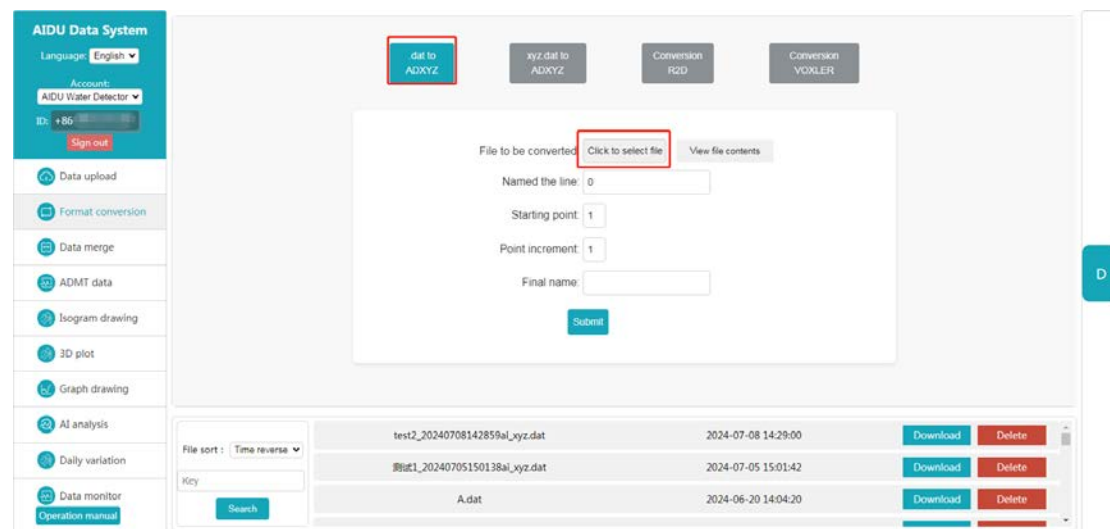 AIDU Data System
Language: English
Account:
AIDU Water Detector
ID: +86
Sign out
Data upload
Format conversion
Data merge
ADMT data
Isogram drawing
3D plot
Graph drawing
AI analysis
Daily variation
Data monitor
Operation manual
.dat to ADXYZ
xyz.dat to ADXYZ
Conversion R2D
Conversion VOXLER
File to be converted: Click to select file View file contents
Named the line: 0
Starting point: 1
Point increment: 1
Final name:
Submit
D
File sort : Time reverse
Key
Search
test2_20240708142859al_xyz.dat 2024-07-08 14:29:00 Download Delete
测试1_20240705150138ai_xyz.dat 2024-07-05 15:01:42 Download Delete
A.dat 2024-06-20 14:04:20 Download Delete